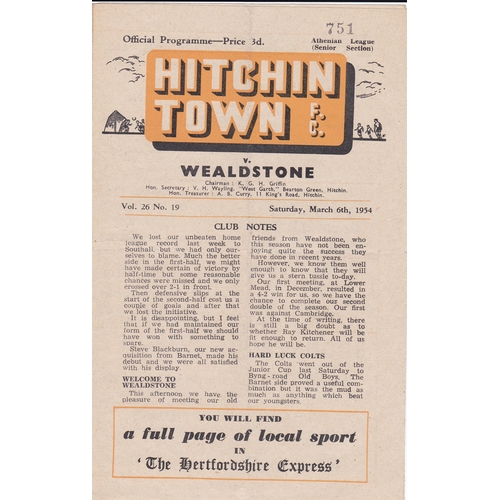 751
Official Programme—Price 3d.
Athenian League
(Senior Section)
HITCHIN
TOWN F.C.
v.
WEALDSTONE
Chairman : K. G. H. Griffin.
Hon. Secretary : V. H. Wayling, "West Garth," Bearton Green, Hitchin.
Hon. Treasurer : A. B. Curry, 11 King's Road, Hitchin.
Vol. 26 No. 19
Saturday, March 6th, 1954
CLUB NOTES
We lost our unbeaten home
league record last week to
Southall, but we had only our-
selves to blame. Much the better
side in the first-half, we might
have made certain of victory by
half-time but some reasonable
chances were missed and we only
crossed over 2-1 in front.
Then defensive slips at the
start of the second-half cost us a
couple of goals and after that
we lost the initiative.
It is disappointing, but I feel
that if we had maintained our
form of the first-half we should
have won with something to
spare.
Steve Blackburn, our new ac-
quisition from Barnet, made his
debut and we were all satisfied
with his display.
WELCOME TO
WEALDSTONE
This afternoon we have the
pleasure of meeting our old
friends from Wealdstone, who
this season have not been en-
joying quite the success they
have done in recent years.
However, we know them well
enough to know that they will
give us a stern tussle to-day.
Our first meeting, at Lower
Mead, in December, resulted in
a 4-2 win for us, so we have the
chance to complete our second
double of the season. Our first
was against Cambridge.
At the time of writing, there
is still a big doubt as to
whether Ray Kitchener will be
fit enough to return. All of us
hope he will be.
HARD LUCK COLTS
The Colts went out of the
Junior Cup last Saturday to
Byng-road Old Boys. The
Barnet side proved a useful com-
bination but it was the mud as
much as anything which beat
our youngsters.
YOU WILL FIND
a full page of local sport
IN
'The Hertfordshire Express'